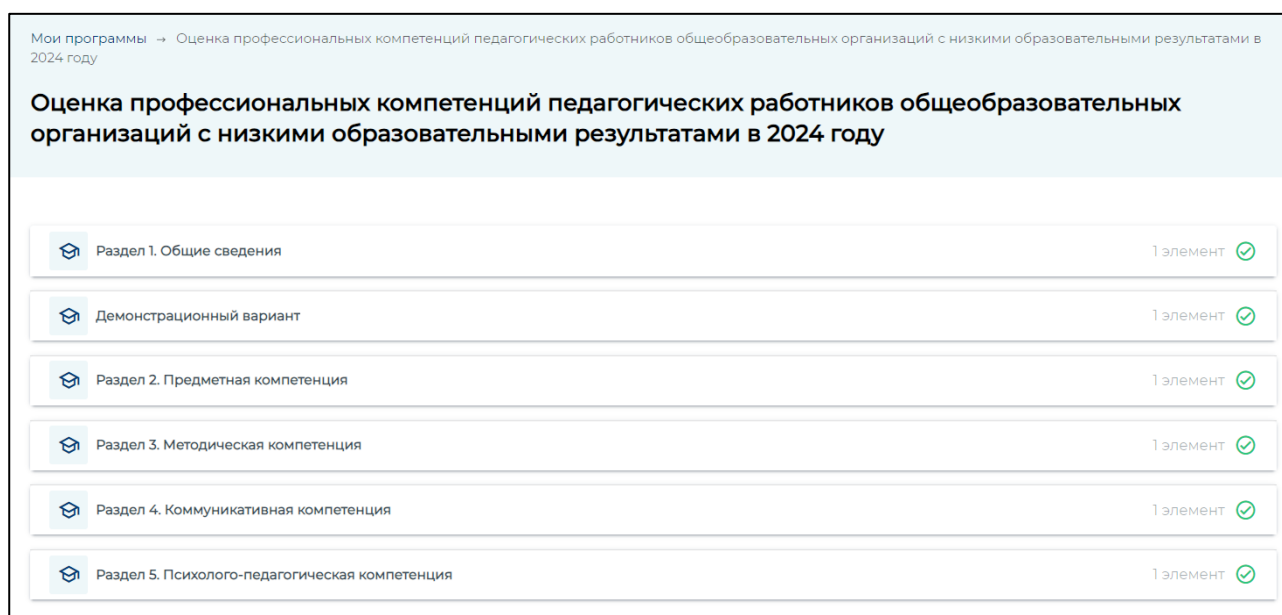 Мои программы → Оценка профессиональных компетенций педагогических работников общеобразовательных организаций с низкими образовательными результатами в
2024 году
Оценка профессиональных компетенций педагогических работников общеобразовательных
организаций с низкими образовательными результатами в 2024 году
Раздел 1. Общие сведения 1 элемент
Демонстрационный вариант 1 элемент
Раздел 2. Предметная компетенция 1 элемент
Раздел 3. Методическая компетенция 1 элемент
Раздел 4. Коммуникативная компетенция 1 элемент
Раздел 5. Психолого-педагогическая компетенция 1 элемент